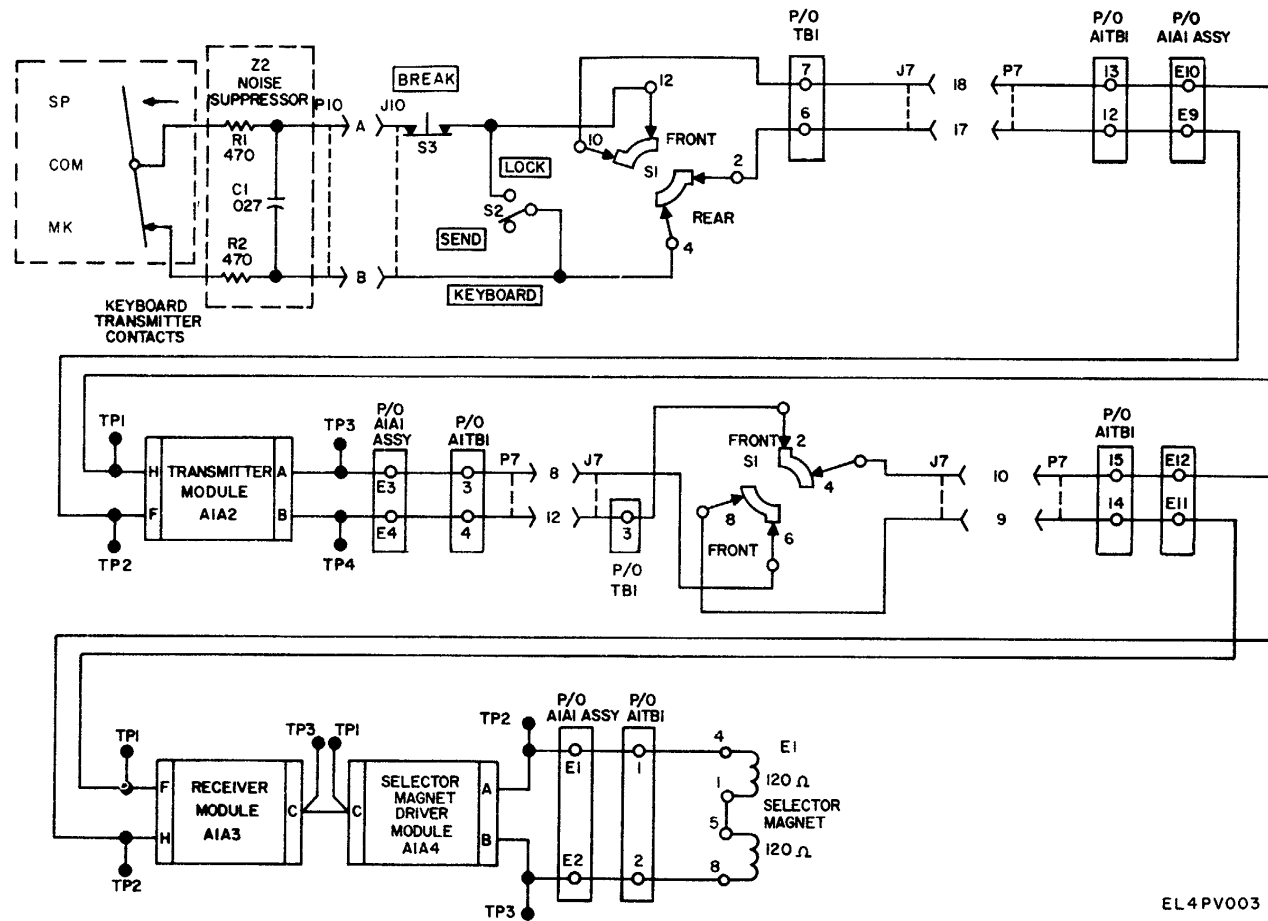 P/O
TB1
P/O
A1TB1
P/O
A1A1 ASSY
Z2
NOISE
SUPPRESSOR
P10
J10
BREAK
7
J7
18
P7
13
E10
SP
A
12
6
17
12
E9
R1
470
S3
10
FRONT
S1
COM
LOCK
2
C1
027
S2
REAR
MK
SEND
4
R2
470
B
KEYBOARD
KEYBOARD
TRANSMITTER
CONTACTS
TP1
TP3
P/O
A1A1
ASSY
P/O
A1TB1
P7
8
J7
FRONT
2
S1
4
J7
10
P7
P/O
A1TB1
15
E12
H
TRANSMITTER
MODULE
A1A2
A
E3
3
F
B
E4
4
12
3
8
FRONT
6
9
14
E11
TP2
TP4
P/O
TB1
TP1
TP3
TP1
TP2
P/O
A1A1 ASSY
P/O
A1TB1
4
E1
F
RECEIVER
MODULE
A1A3
C
C
SELECTOR
MAGNET
DRIVER
MODULE
A1A4
A
E1
1
120 Ω
1
SELECTOR
MAGNET
H
B
5
E2
2
120 Ω
8
TP2
TP3
EL4PV003